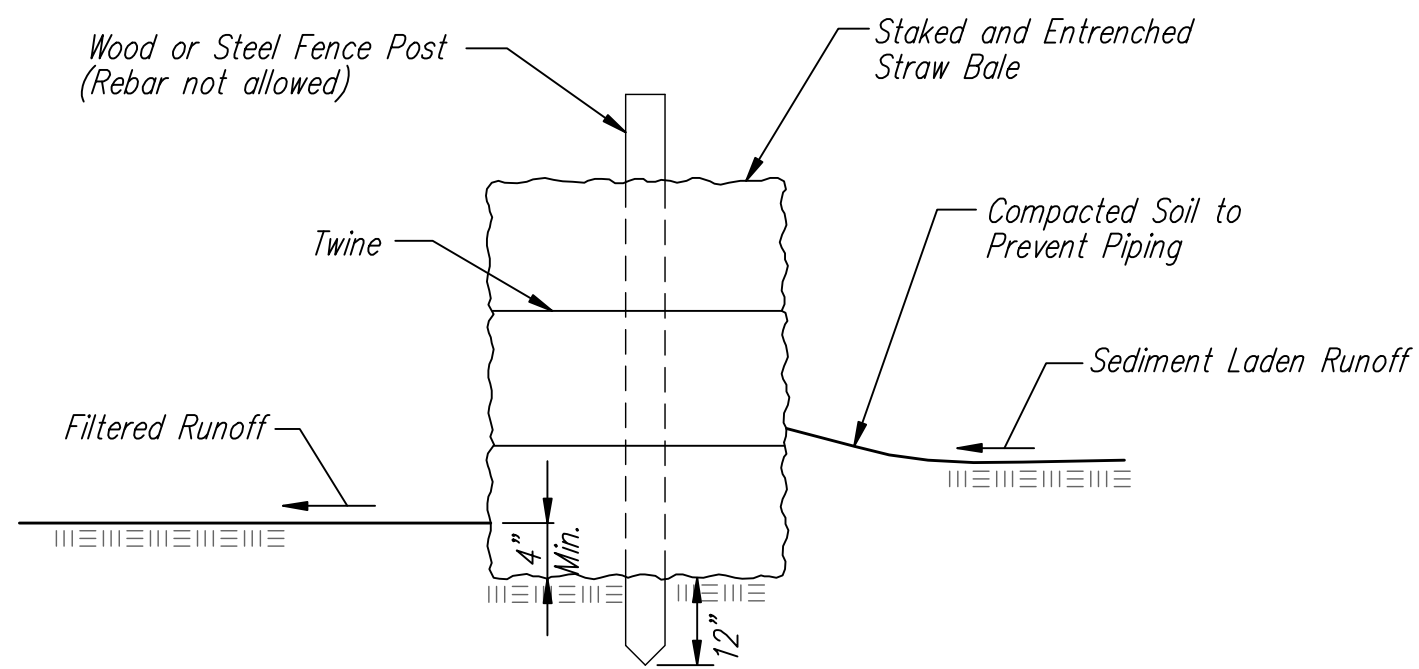 Wood or Steel Fence Post
(Rebar not allowed)
Staked and Entrenched
Straw Bale
Twine
Compacted Soil to
Prevent Piping
Sediment Laden Runoff
Filtered Runoff
4"
Min.
12"